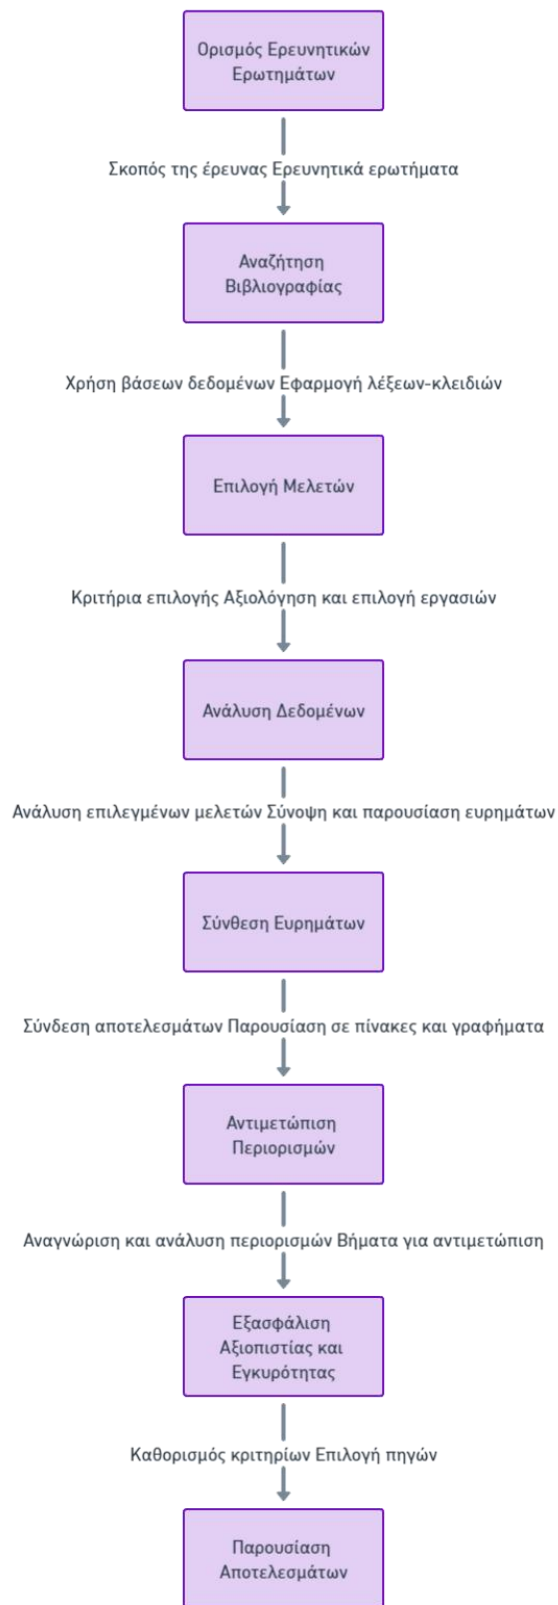 Ορισμός Ερευνητικών
Ερωτημάτων
Σκοπός της έρευνας Ερευνητικά ερωτήματα
Αναζήτηση
Βιβλιογραφίας
Χρήση βάσεων δεδομένων Εφαρμογή λέξεων-κλειδιών
Επιλογή Μελετών
Κριτήρια επιλογής Αξιολόγηση και επιλογή εργασιών
Ανάλυση Δεδομένων
Ανάλυση επιλεγμένων μελετών Σύνοψη και παρουσίαση ευρημάτων
Σύνθεση Ευρημάτων
Σύνδεση αποτελεσμάτων Παρουσίαση σε πίνακες και γραφήματα
Αντιμετώπιση
Περιορισμών
Αναγνώριση και ανάλυση περιορισμών Βήματα για αντιμετώπιση
Εξασφάλιση
Αξιοπιστίας και
Εγκυρότητας
Καθορισμός κριτηρίων Επιλογή πηγών
Παρουσίαση
Αποτελεσμάτων